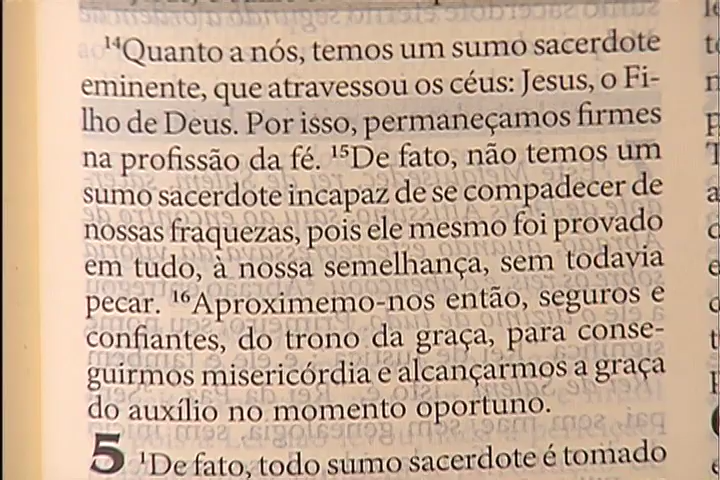 ¹⁴Quanto a nós, temos um sumo sacerdote
eminente, que atravessou os céus: Jesus, o Fi-
lho de Deus. Por isso, permaneçamos firmes
na profissão da fé. ¹⁵De fato, não temos um
sumo sacerdote incapaz de se compadecer de
nossas fraquezas, pois ele mesmo foi provado
em tudo, à nossa semelhança, sem todavia
pecar. ¹⁶Aproximemo-nos então, seguros e
confiantes, do trono da graça, para conse-
guirmos misericórdia e alcançarmos a graça
do auxílio no momento oportuno.
5 ¹De fato, todo sumo sacerdote é tomado